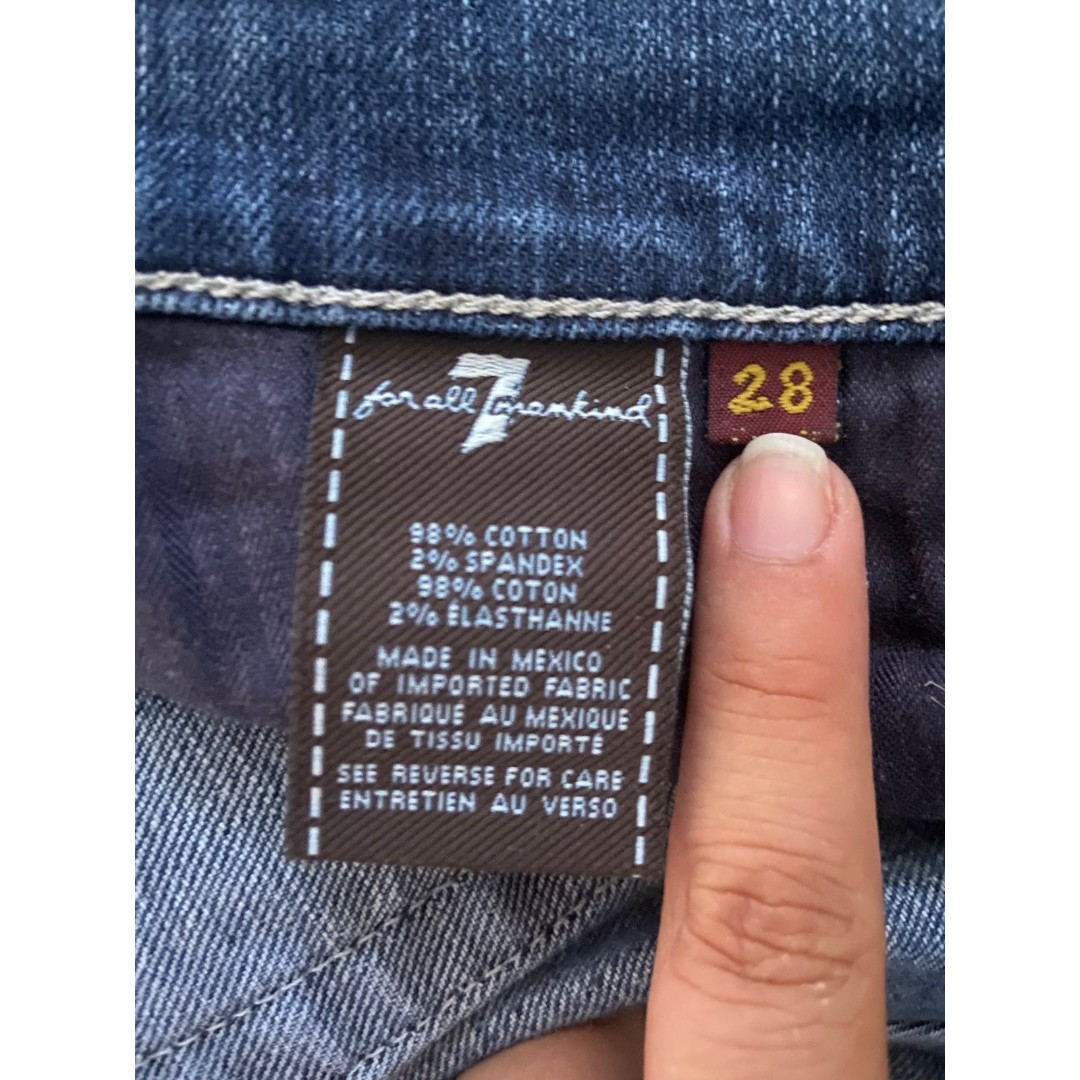 for all 7 mankind
28
98% COTTON
2% SPANDEX
98% COTON
2% ÉLASTHANNE
MADE IN MEXICO
OF IMPORTED FABRIC
FABRIQUÉ AU MEXIQUE
DE TISSU IMPORTÉ
SEE REVERSE FOR CARE
ENTRETIEN AU VERSO